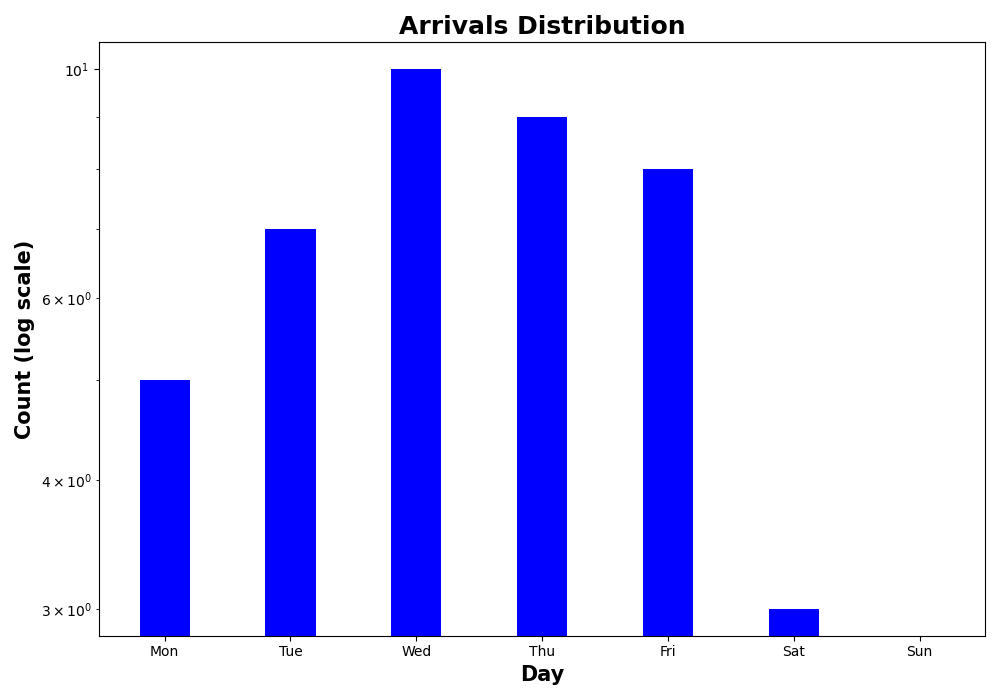 Arrivals Distribution
Count (log scale)
10¹
6 × 10⁰
4 × 10⁰
3 × 10⁰
Mon Tue Wed Thu Fri Sat Sun
Day